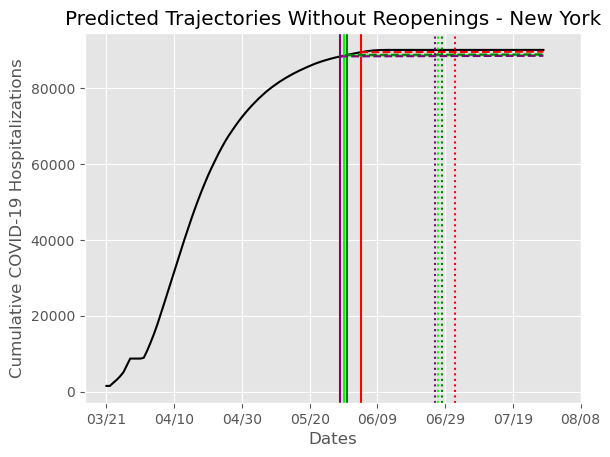 Predicted Trajectories Without Reopenings - New York
Cumulative COVID-19 Hospitalizations
80000
60000
40000
20000
0
03/21 04/10 04/30 05/20 06/09 06/29 07/19 08/08
Dates